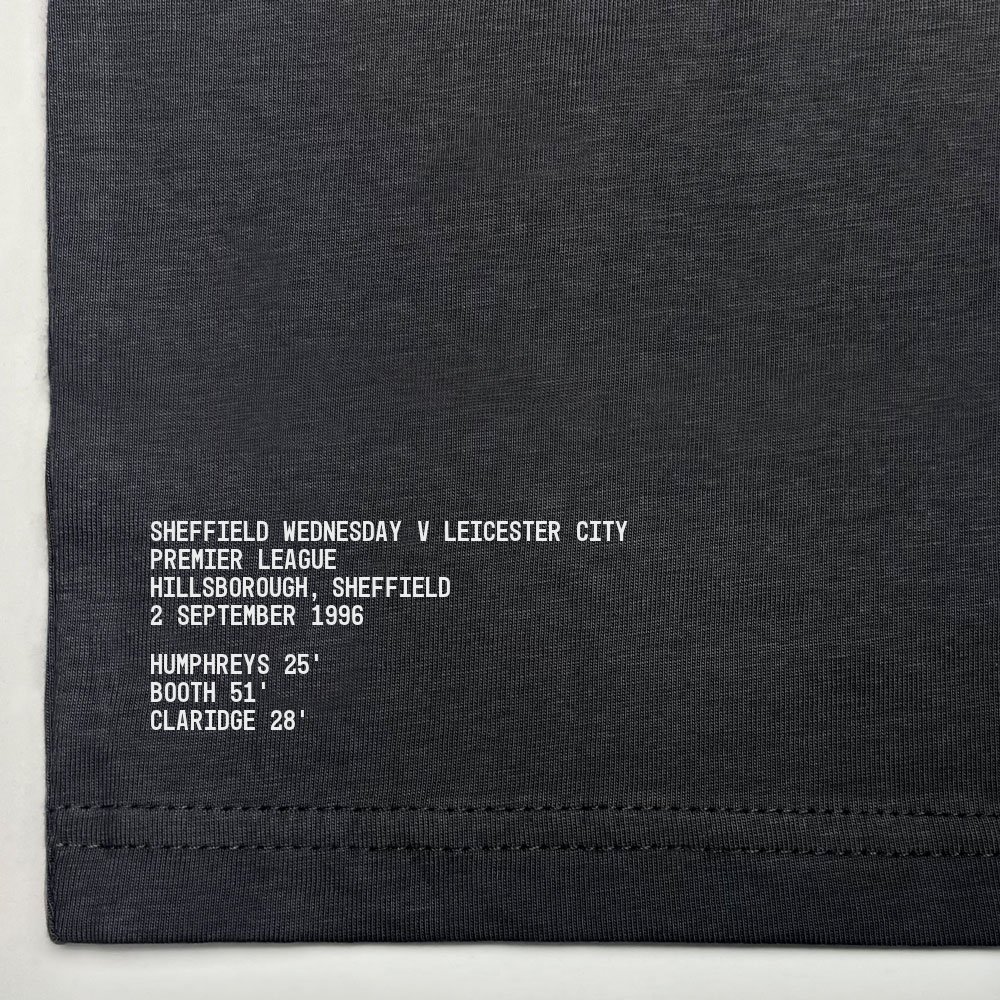 SHEFFIELD WEDNESDAY V LEICESTER CITY
PREMIER LEAGUE
HILLSBOROUGH, SHEFFIELD
2 SEPTEMBER 1996
HUMPHREYS 25'
BOOTH 51'
CLARIDGE 28'